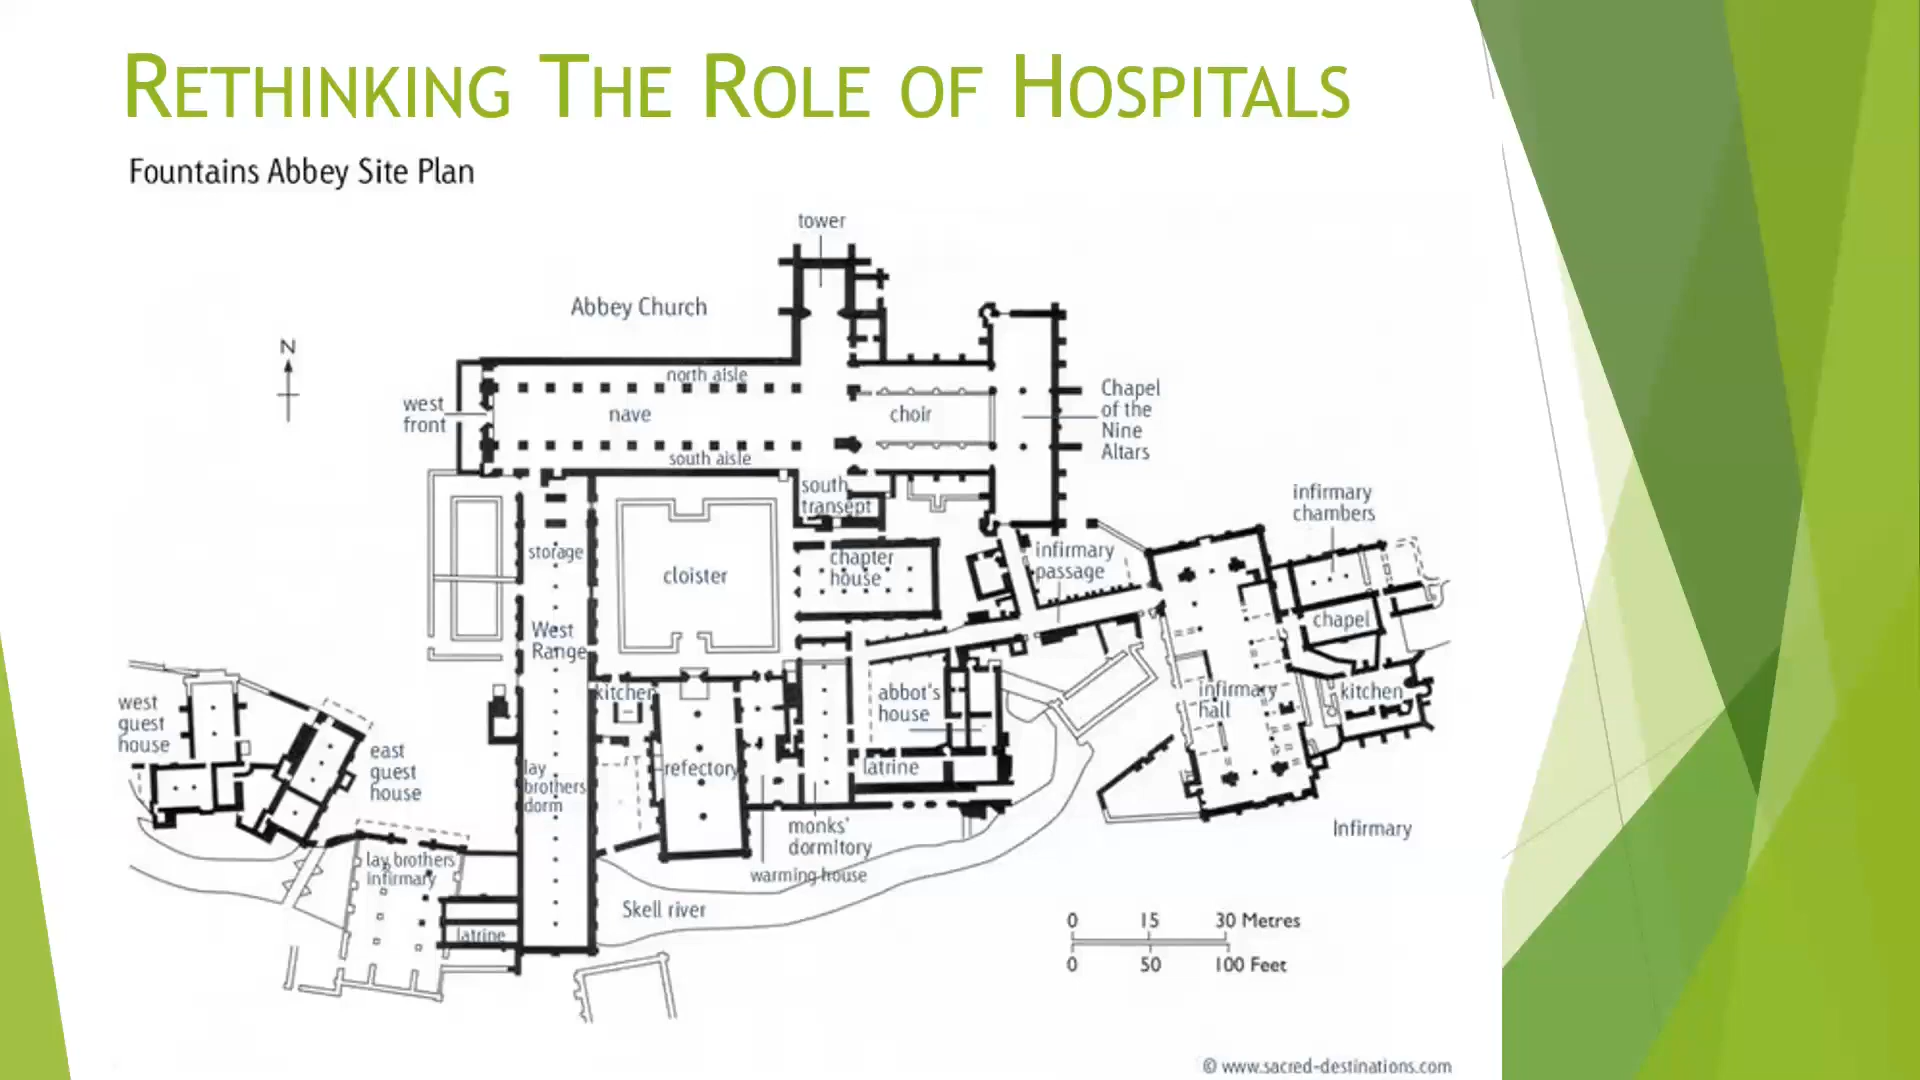 RETHINKING THE ROLE OF HOSPITALS
Fountains Abbey Site Plan
tower
Abbey Church
N
north aisle
west
front
nave
choir
Chapel
of the
Nine
Altars
south aisle
south
transept
infirmary
chambers
storage
cloister
chapter
house
infirmary
passage
chapel
West
Range
west
guest
house
kitchen
abbot's
house
infirmary
hall
kitchen
east
guest
house
lay
brothers
dorm
refectory
latrine
monks'
dormitory
warming house
Infirmary
lay brothers
infirmary
Skell river
latrine
0 15 30 Metres
0 50 100 Feet
© www.sacred-destinations.com